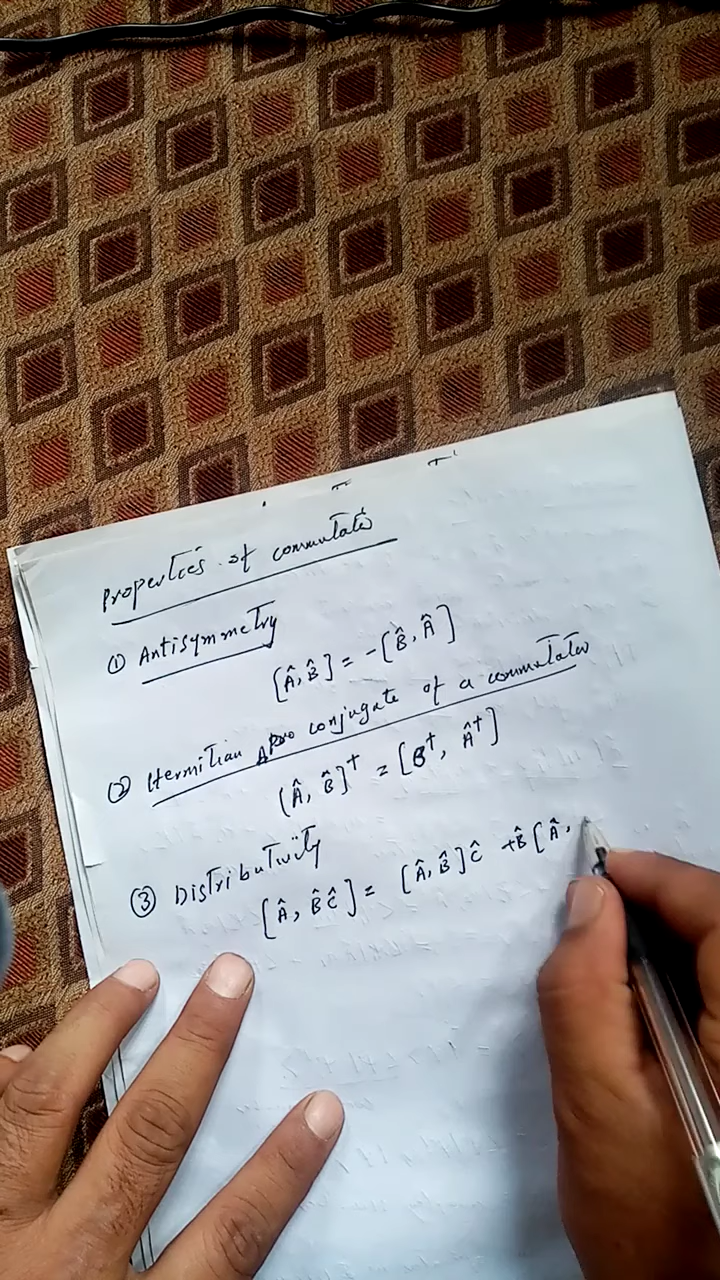 Properties of commutator
① Antisymmetry
[Â, B̂] = -[B̂, Â]
② Hermitian conjugate of a commutator
(Â, B̂]† = [B†, Â†]
③ Distributivity
[Â, B̂Ĉ] = [Â, B̂]Ĉ +B̂[Â,